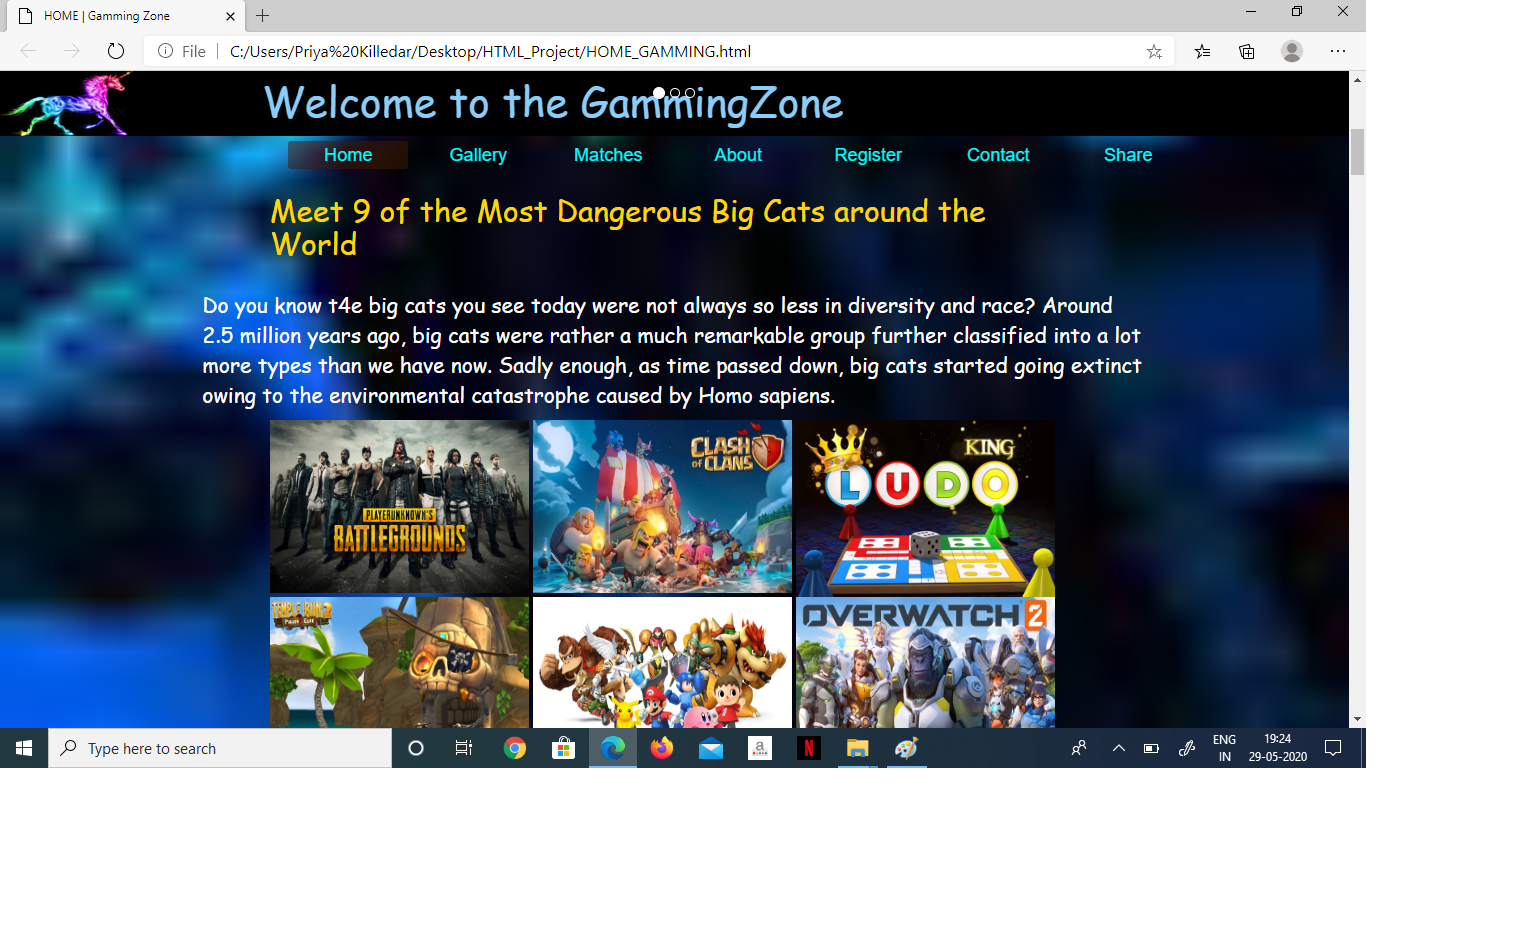 HOME | Gamming Zone
File | C:/Users/Priya%20Killedar/Desktop/HTML_Project/HOME_GAMMING.html
Welcome to the GammingZone
Home Gallery Matches About Register Contact Share
Meet 9 of the Most Dangerous Big Cats around the
World
Do you know t4e big cats you see today were not always so less in diversity and race? Around
2.5 million years ago, big cats were rather a much remarkable group further classified into a lot
more types than we have now. Sadly enough, as time passed down, big cats started going extinct
owing to the environmental catastrophe caused by Homo sapiens.
PLAYERUNKNOWN'S
BATTLEGROUNDS
CLASH
OF CLANS
KING
LUDO
TEMPLE RUN 2
OVERWATCH 2
Type here to search
a
N
ENG
IN
19:24
29-05-2020